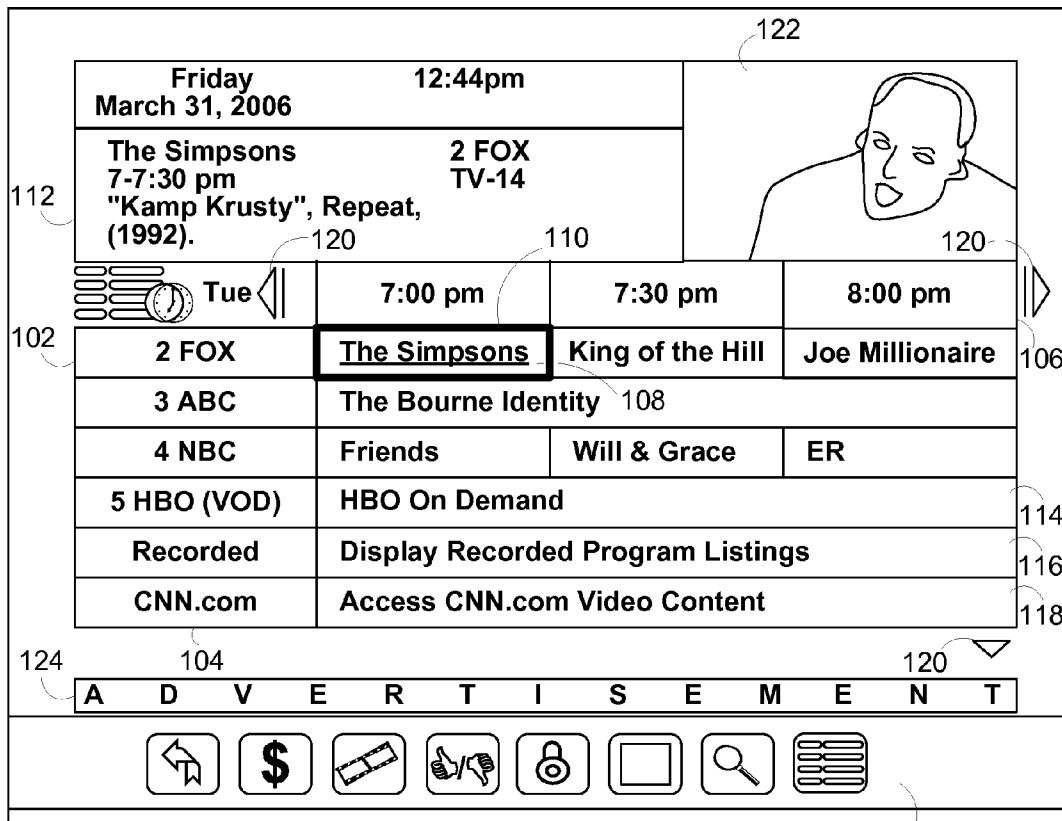 122
Friday 12:44pm
March 31, 2006
The Simpsons 2 FOX
7-7:30 pm TV-14
"Kamp Krusty", Repeat,
(1992).
112
120
110
120
Tue 7:00 pm 7:30 pm 8:00 pm
102
2 FOX The Simpsons King of the Hill Joe Millionaire
106
3 ABC The Bourne Identity 108
4 NBC Friends Will & Grace ER
5 HBO (VOD) HBO On Demand
114
Recorded Display Recorded Program Listings
116
CNN.com Access CNN.com Video Content
118
124 104 120
A D V E R T I S E M E N T
$
/